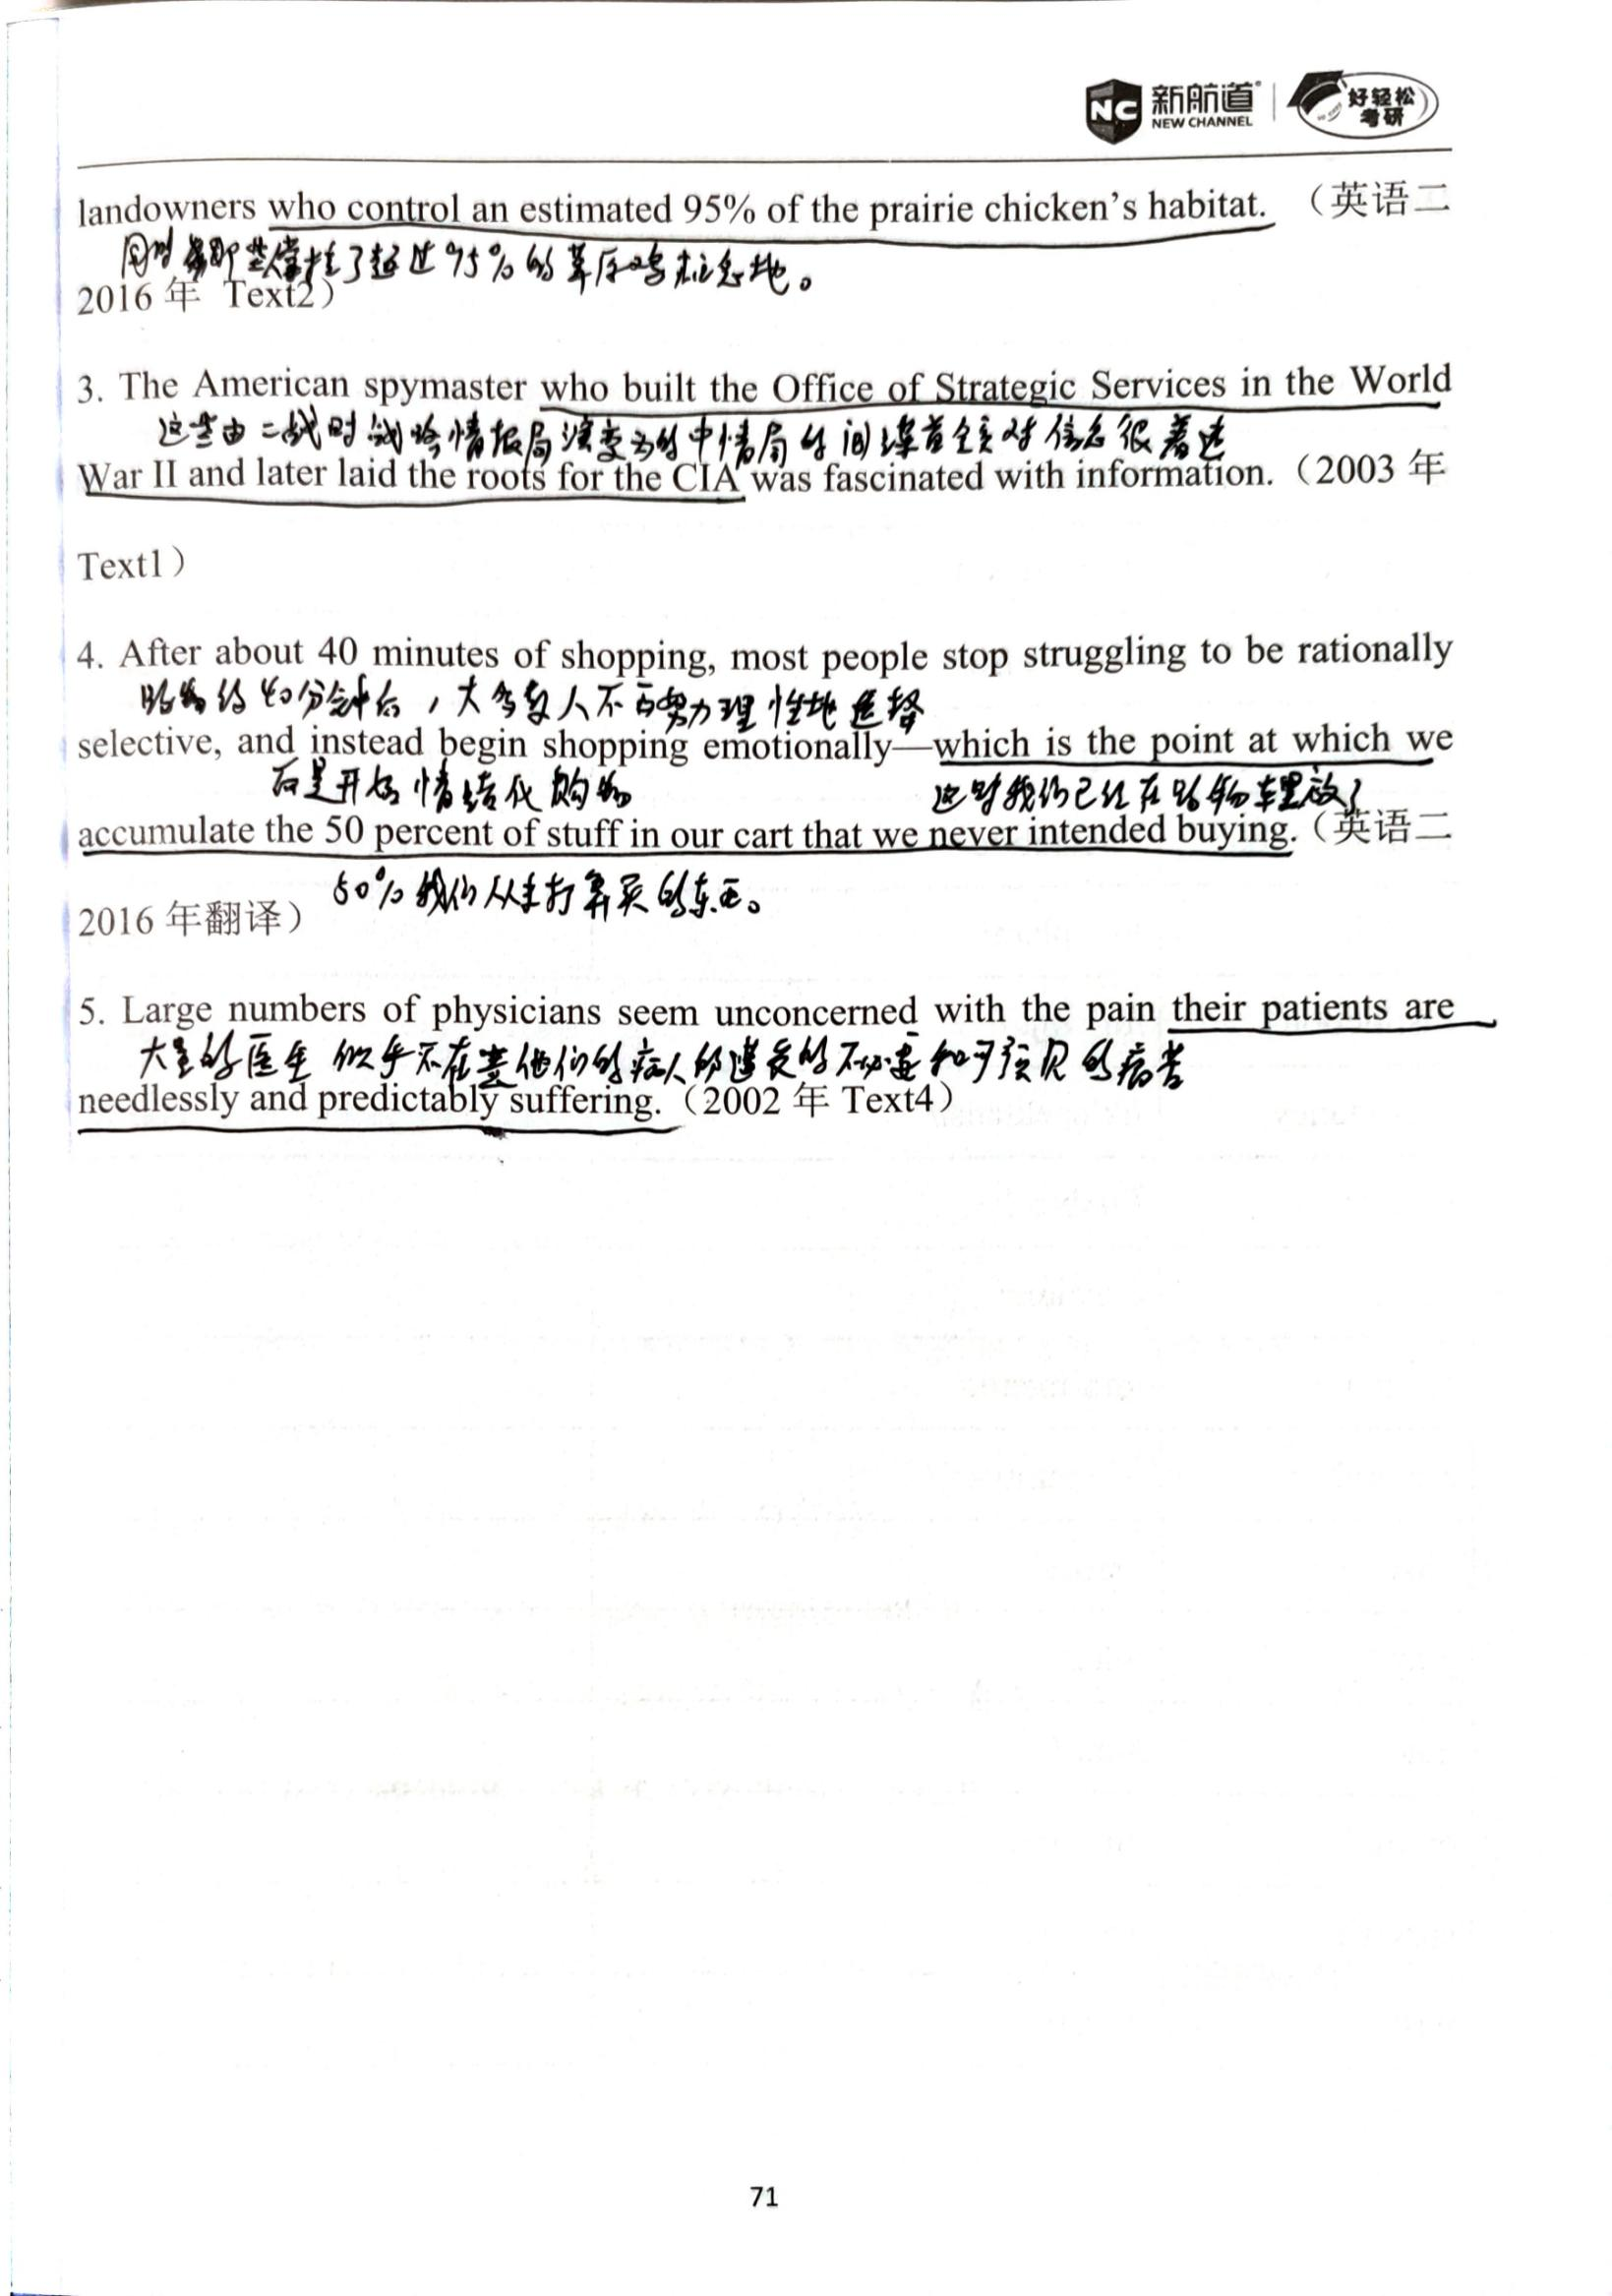 NC 新航道 NEW CHANNEL 好轻松考研
landowners who control an estimated 95% of the prairie chicken's habitat. （英语二
同时 那些掌控了超过95%的草原鸡栖息地。
2016 年 Text2）
3. The American spymaster who built the Office of Strategic Services in the World
这些由二战时战略情报局演变为的中情局的间谍首 对信息很着迷
War II and later laid the roots for the CIA was fascinated with information.（2003 年
Text1）
4. After about 40 minutes of shopping, most people stop struggling to be rationally
购物约40分钟后，大多数人不再努力理性地选择
selective, and instead begin shopping emotionally—which is the point at which we
而是开始情绪化购物 这时我们已经在购物车里放了
accumulate the 50 percent of stuff in our cart that we never intended buying.（英语二
50%我们从未打算买的东西。
2016 年翻译）
5. Large numbers of physicians seem unconcerned with the pain their patients are
大量的医生似乎不在意他们的病人所遭受的不必要和可预见的病苦
needlessly and predictably suffering.（2002 年 Text4）
71